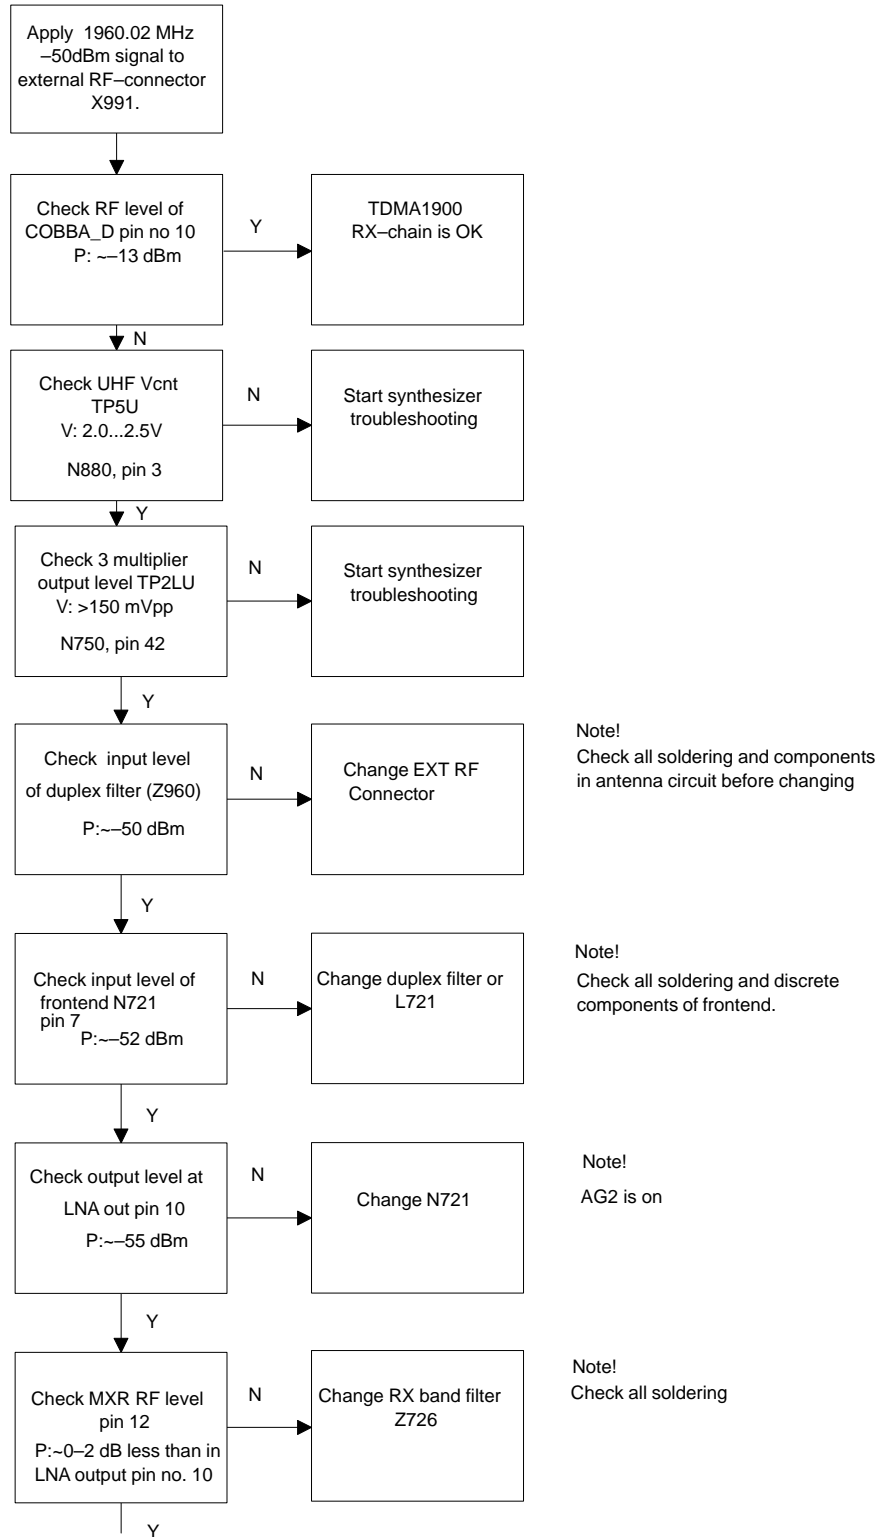 Apply 1960.02 MHz
–50dBm signal to
external RF–connector
X991.
Check RF level of
COBBA_D pin no 10
P: ~–13 dBm
Y
TDMA1900
RX–chain is OK
N
Check UHF Vcnt
TP5U
V: 2.0...2.5V
N880, pin 3
N
Start synthesizer
troubleshooting
Y
Check 3 multiplier
output level TP2LU
V: >150 mVpp
N750, pin 42
N
Start synthesizer
troubleshooting
Y
Check input level
of duplex filter (Z960)
P:~–50 dBm
N
Change EXT RF
Connector
Note!
Check all soldering and components
in antenna circuit before changing
Y
Check input level of
frontend N721
pin 7
P:~–52 dBm
N
Change duplex filter or
L721
Note!
Check all soldering and discrete
components of frontend.
Y
Check output level at
LNA out pin 10
P:~–55 dBm
N
Change N721
Note!
AG2 is on
Y
Check MXR RF level
pin 12
P:~0–2 dB less than in
LNA output pin no. 10
N
Change RX band filter
Z726
Note!
Check all soldering
Y